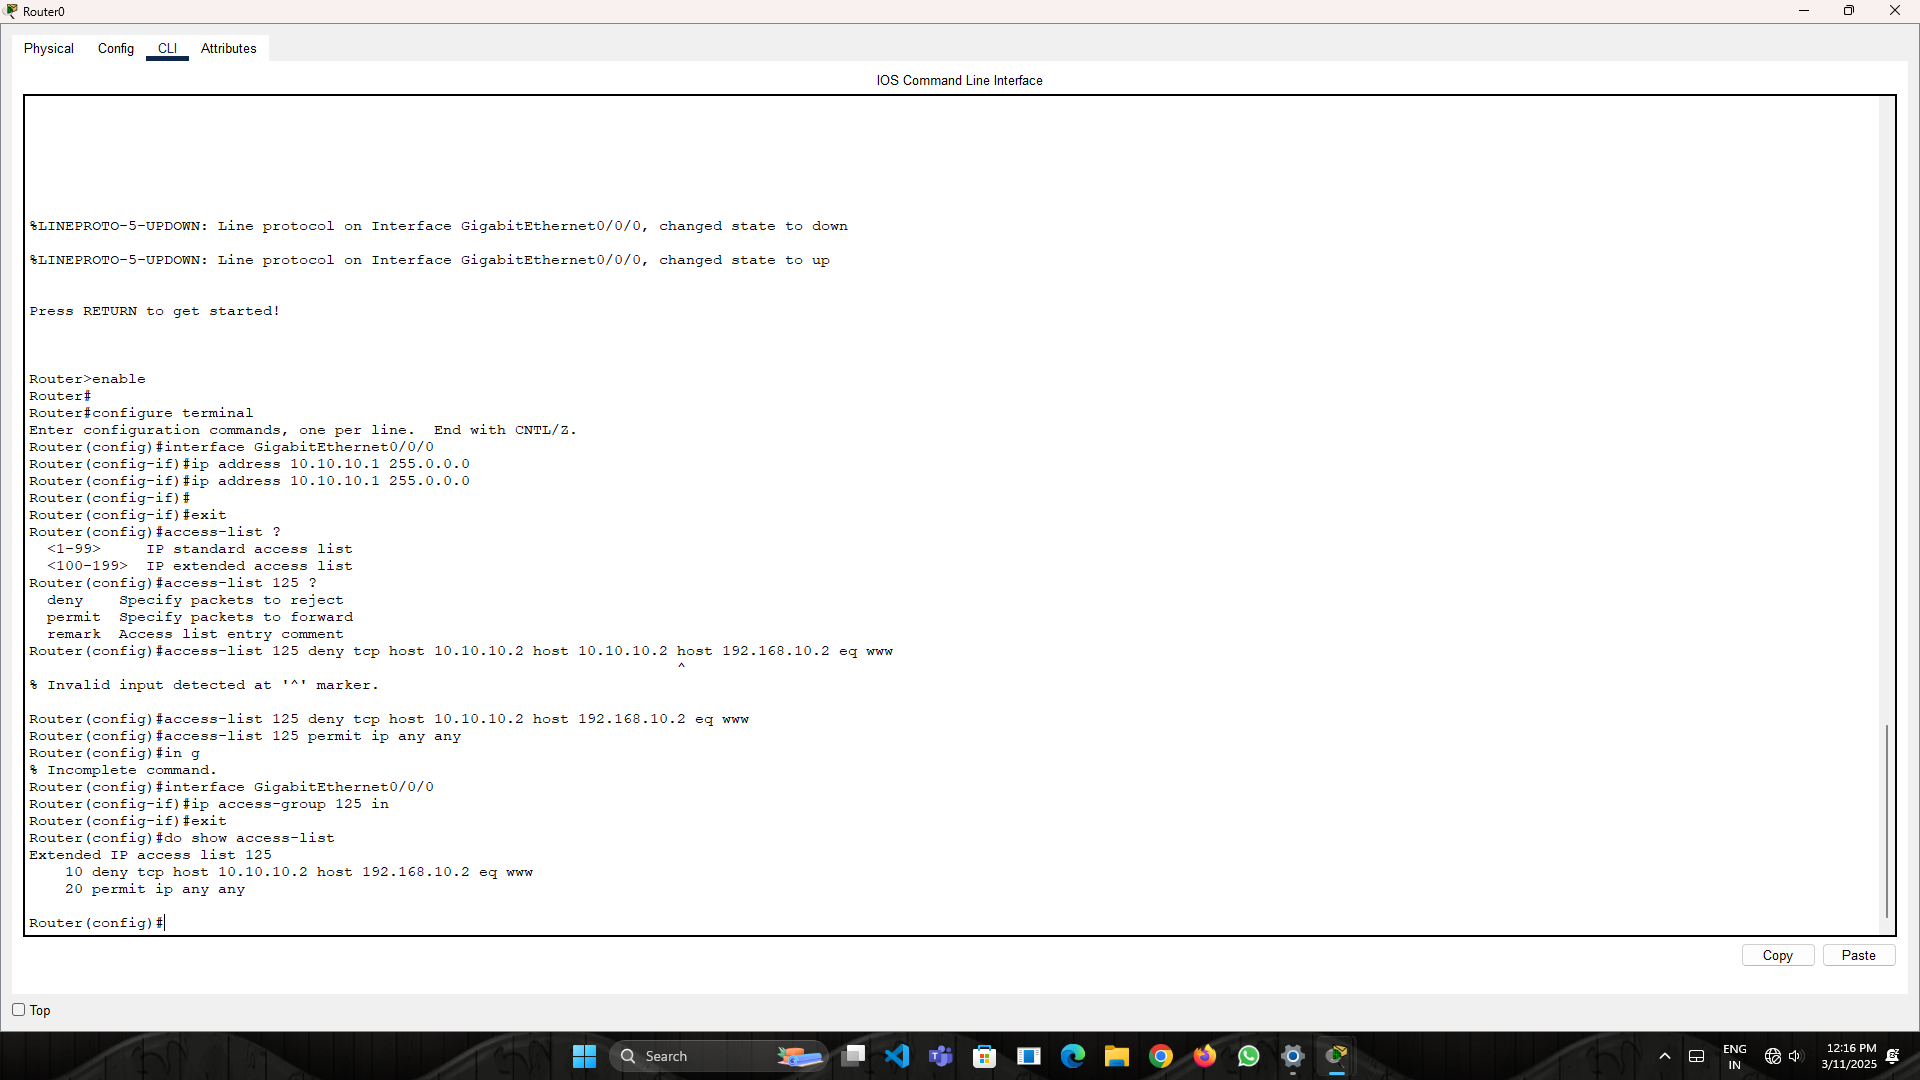 Router0
Physical Config CLI Attributes
IOS Command Line Interface
%LINEPROTO-5-UPDOWN: Line protocol on Interface GigabitEthernet0/0/0, changed state to down
%LINEPROTO-5-UPDOWN: Line protocol on Interface GigabitEthernet0/0/0, changed state to up
Press RETURN to get started!
Router>enable
Router#
Router#configure terminal
Enter configuration commands, one per line.  End with CNTL/Z.
Router(config)#interface GigabitEthernet0/0/0
Router(config-if)#ip address 10.10.10.1 255.0.0.0
Router(config-if)#ip address 10.10.10.1 255.0.0.0
Router(config-if)#
Router(config-if)#exit
Router(config)#access-list ?
  <1-99>     IP standard access list
  <100-199>  IP extended access list
Router(config)#access-list 125 ?
  deny    Specify packets to reject
  permit  Specify packets to forward
  remark  Access list entry comment
Router(config)#access-list 125 deny tcp host 10.10.10.2 host 10.10.10.2 host 192.168.10.2 eq www
^
% Invalid input detected at '^' marker.
Router(config)#access-list 125 deny tcp host 10.10.10.2 host 192.168.10.2 eq www
Router(config)#access-list 125 permit ip any any
Router(config)#in g
% Incomplete command.
Router(config)#interface GigabitEthernet0/0/0
Router(config-if)#ip access-group 125 in
Router(config-if)#exit
Router(config)#do show access-list
Extended IP access list 125
    10 deny tcp host 10.10.10.2 host 192.168.10.2 eq www
    20 permit ip any any
Router(config)#
Copy Paste
Top
Search
ENG
IN
12:16 PM
3/11/2025